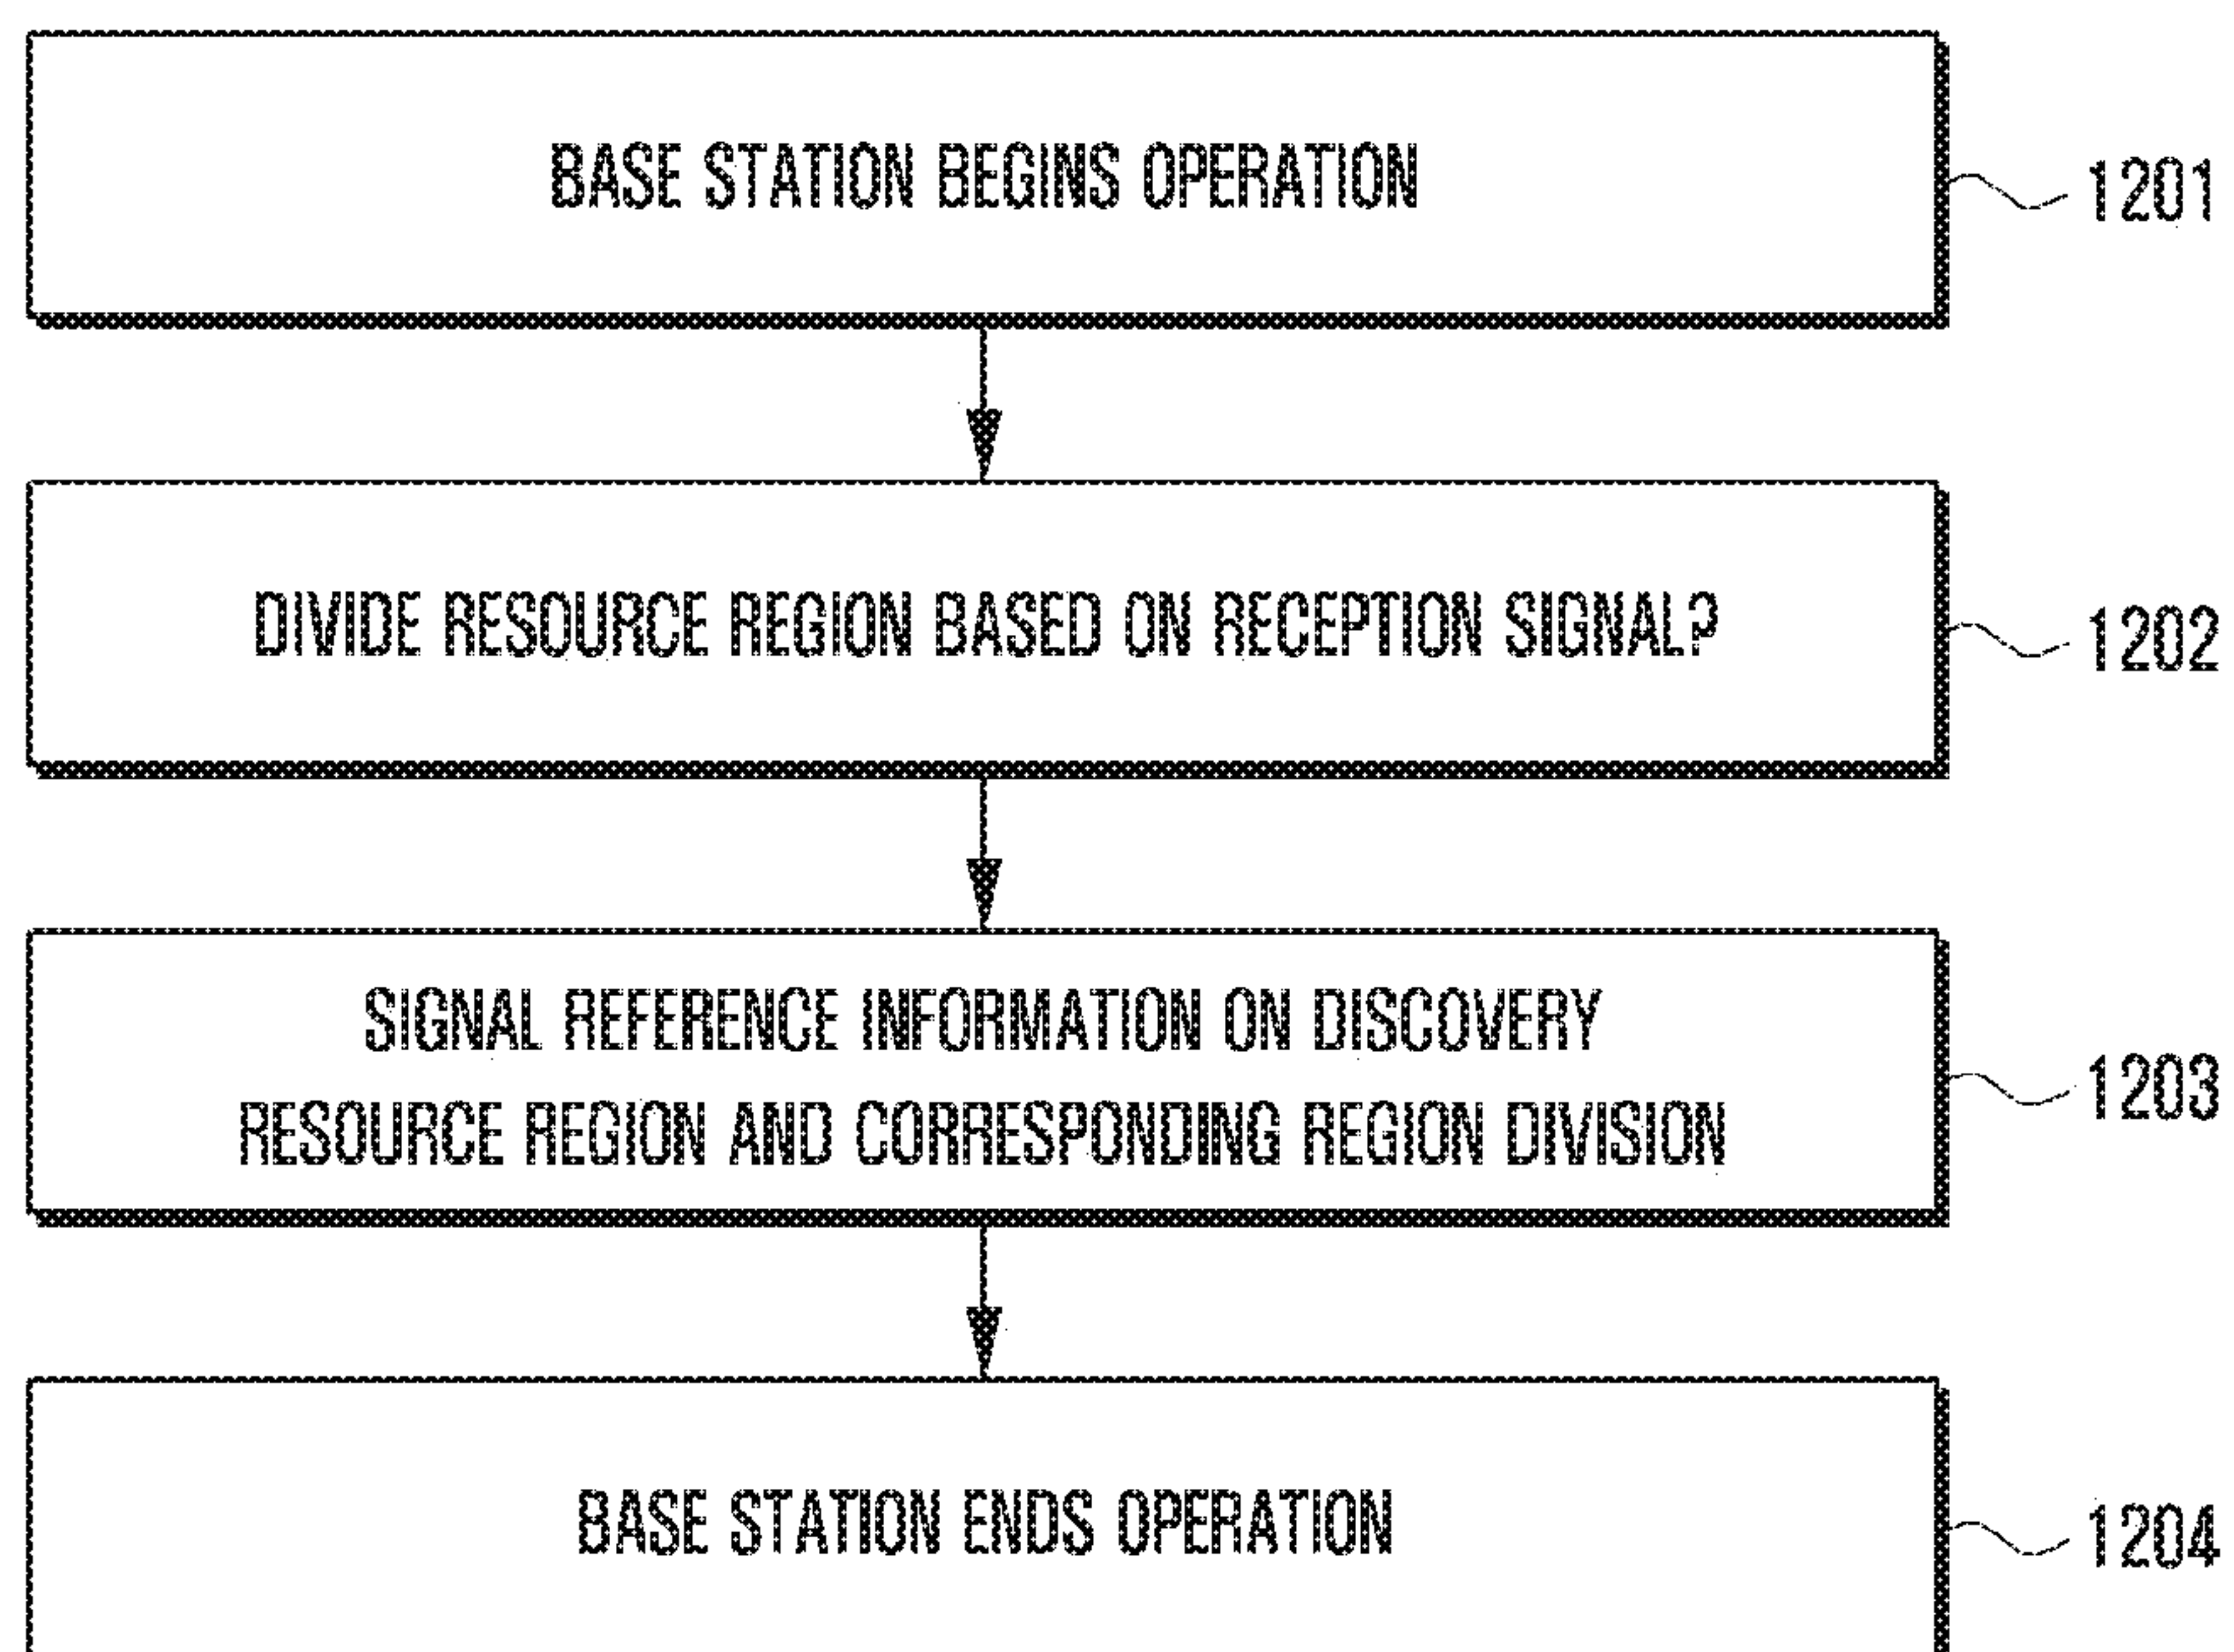 BASE STATION BEGINS OPERATION
1201
DIVIDE RESOURCE REGION BASED ON RECEPTION SIGNAL?
1202
SIGNAL REFERENCE INFORMATION ON DISCOVERY
RESOURCE REGION AND CORRESPONDING REGION DIVISION
1203
BASE STATION ENDS OPERATION
1204